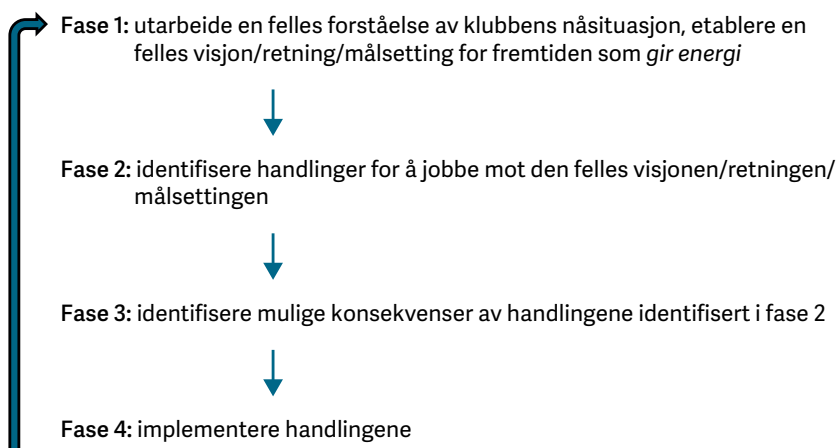 Fase 1: utarbeide en felles forståelse av klubbens nåsituasjon, etablere en
felles visjon/retning/målsetting for fremtiden som gir energi
Fase 2: identifisere handlinger for å jobbe mot den felles visjonen/retningen/
målsettingen
Fase 3: identifisere mulige konsekvenser av handlingene identifisert i fase 2
Fase 4: implementere handlingene